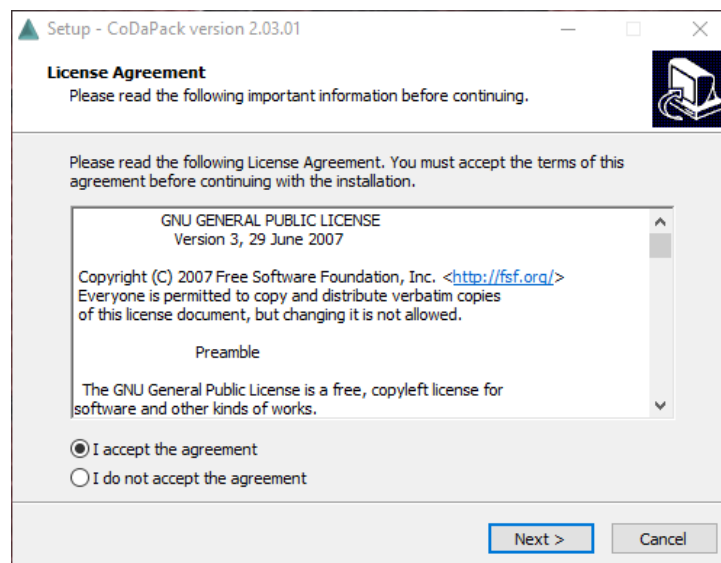 Setup - CoDaPack version 2.03.01
License Agreement
Please read the following important information before continuing.
Please read the following License Agreement. You must accept the terms of this
agreement before continuing with the installation.
GNU GENERAL PUBLIC LICENSE
Version 3, 29 June 2007
Copyright (C) 2007 Free Software Foundation, Inc. <http://fsf.org/>
Everyone is permitted to copy and distribute verbatim copies
of this license document, but changing it is not allowed.
Preamble
The GNU General Public License is a free, copyleft license for
software and other kinds of works.
I accept the agreement
I do not accept the agreement
Next >
Cancel